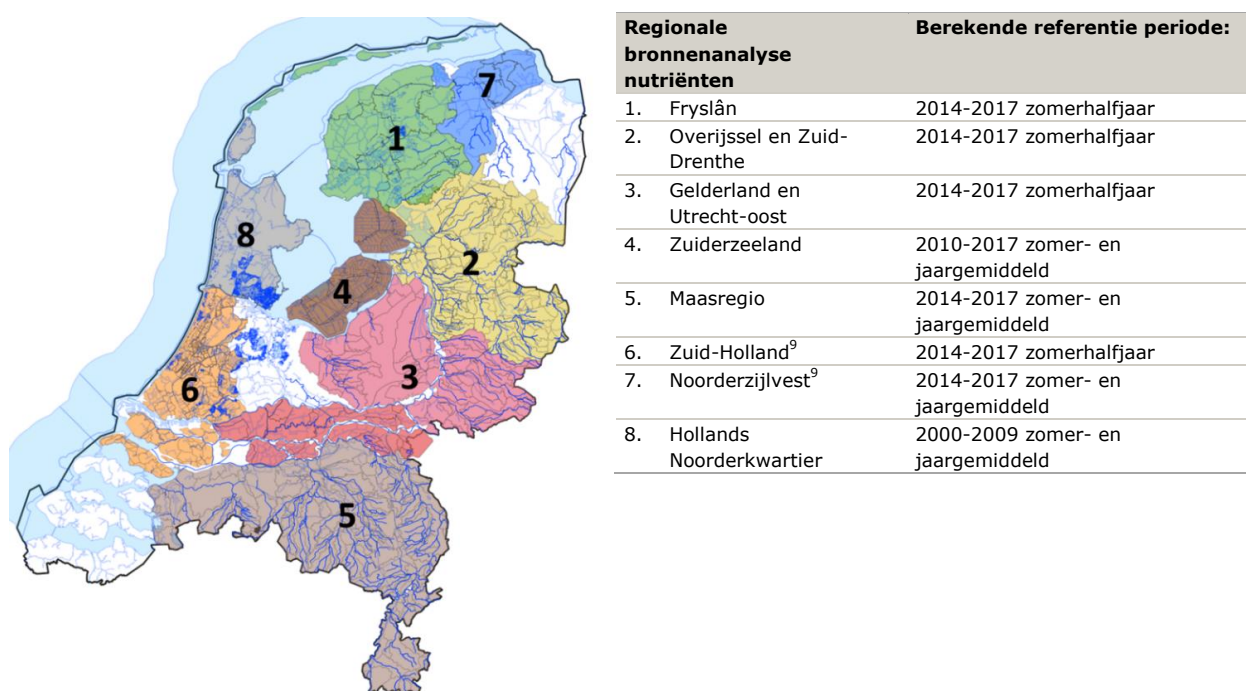 7
1
8
2
4
3
6
5
Regionale Berekende referentie periode:
bronnenanalyse
nutriënten
1. Fryslân 2014-2017 zomerhalfjaar
2. Overijssel en Zuid- 2014-2017 zomerhalfjaar
Drenthe
3. Gelderland en 2014-2017 zomerhalfjaar
Utrecht-oost
4. Zuiderzeeland 2010-2017 zomer- en
jaargemiddeld
5. Maasregio 2014-2017 zomer- en
jaargemiddeld
6. Zuid-Holland⁹ 2014-2017 zomerhalfjaar
7. Noorderzijlvest⁹ 2014-2017 zomer- en
jaargemiddeld
8. Hollands 2000-2009 zomer- en
Noorderkwartier jaargemiddeld